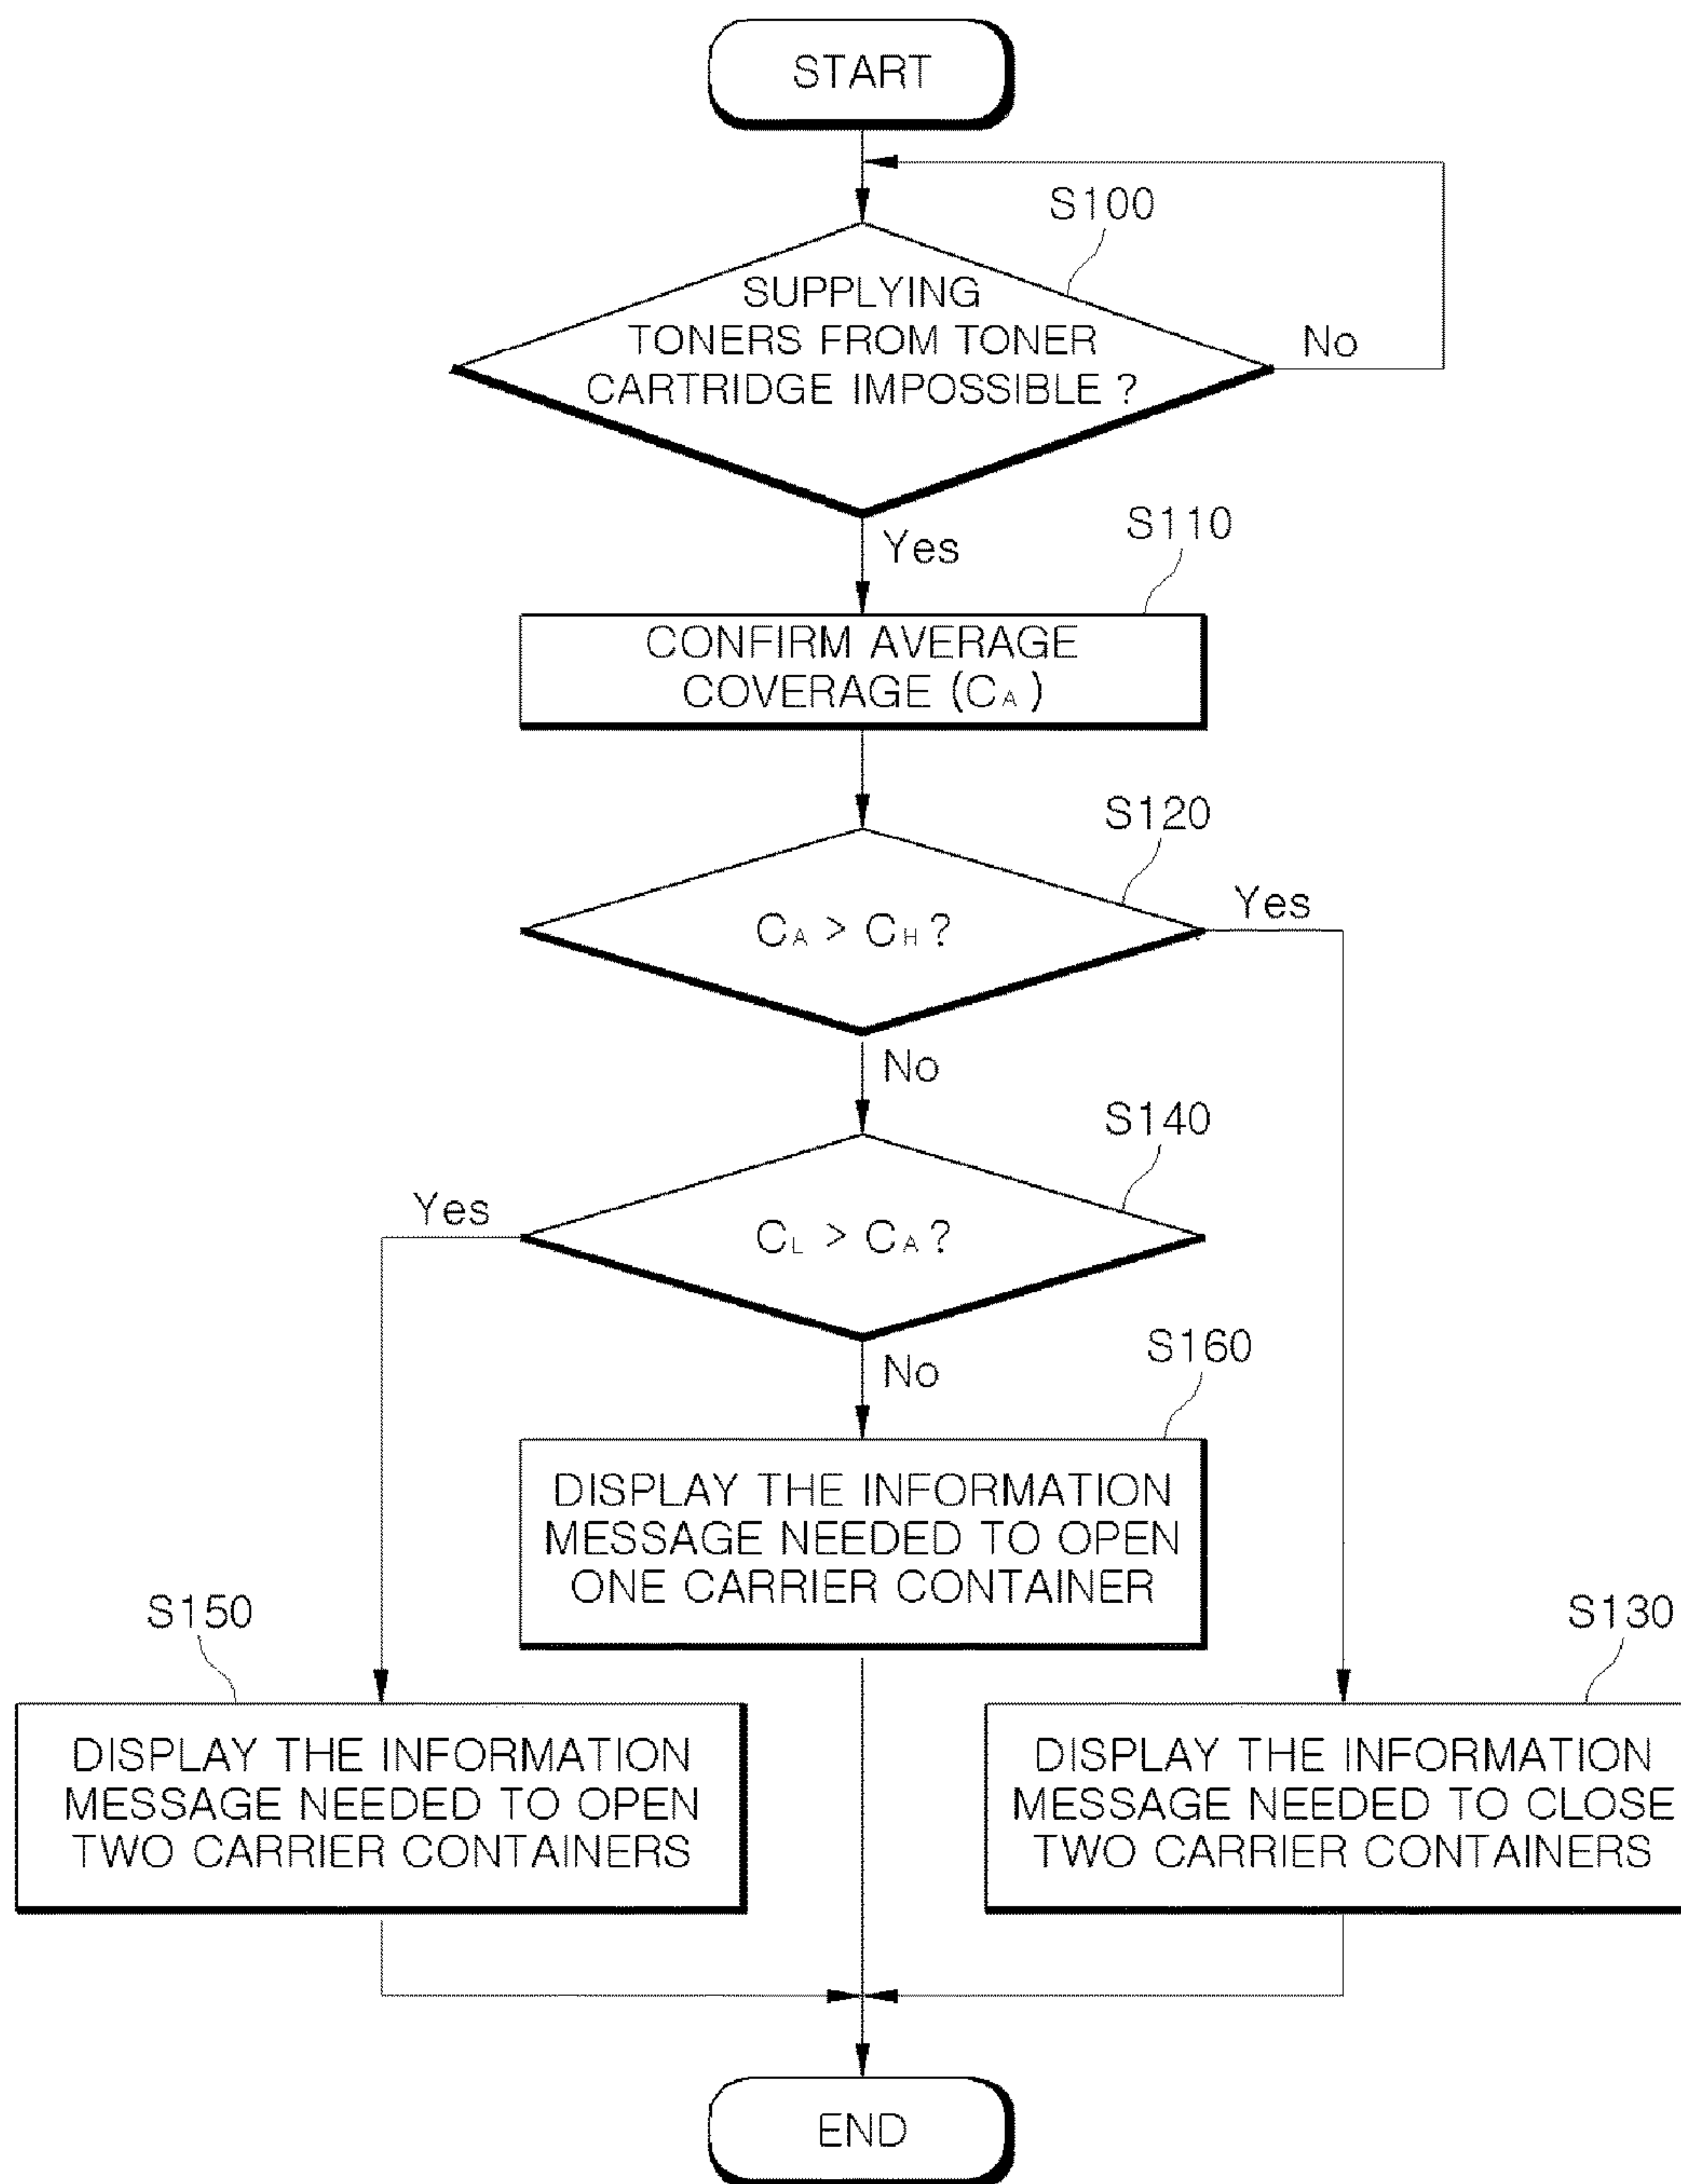 START
S100
SUPPLYING
TONERS FROM TONER
CARTRIDGE IMPOSSIBLE ?
No
Yes
S110
CONFIRM AVERAGE
COVERAGE (CA)
S120
CA > CH ?
Yes
No
S140
CL > CA ?
Yes
No
S160
DISPLAY THE INFORMATION
MESSAGE NEEDED TO OPEN
ONE CARRIER CONTAINER
S150
DISPLAY THE INFORMATION
MESSAGE NEEDED TO OPEN
TWO CARRIER CONTAINERS
S130
DISPLAY THE INFORMATION
MESSAGE NEEDED TO CLOSE
TWO CARRIER CONTAINERS
END